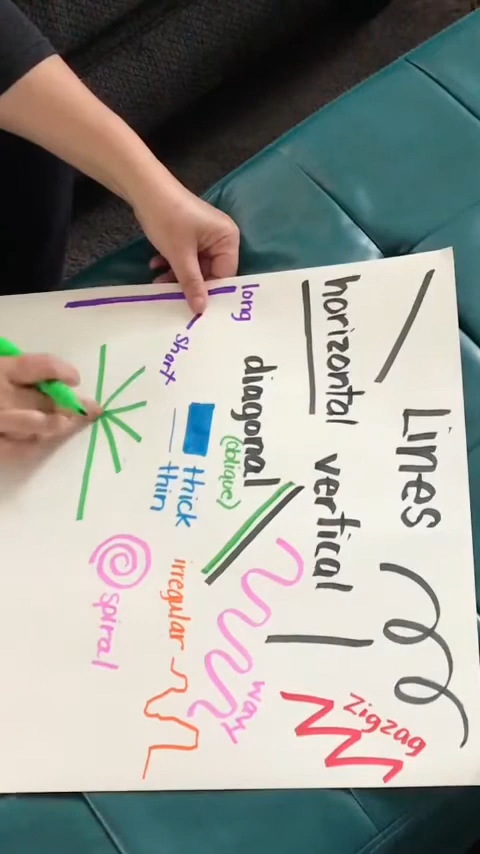 Lines
horizontal vertical
zigzag
diagonal
(oblique)
wavy
long
short
thick
thin
irregular
spiral